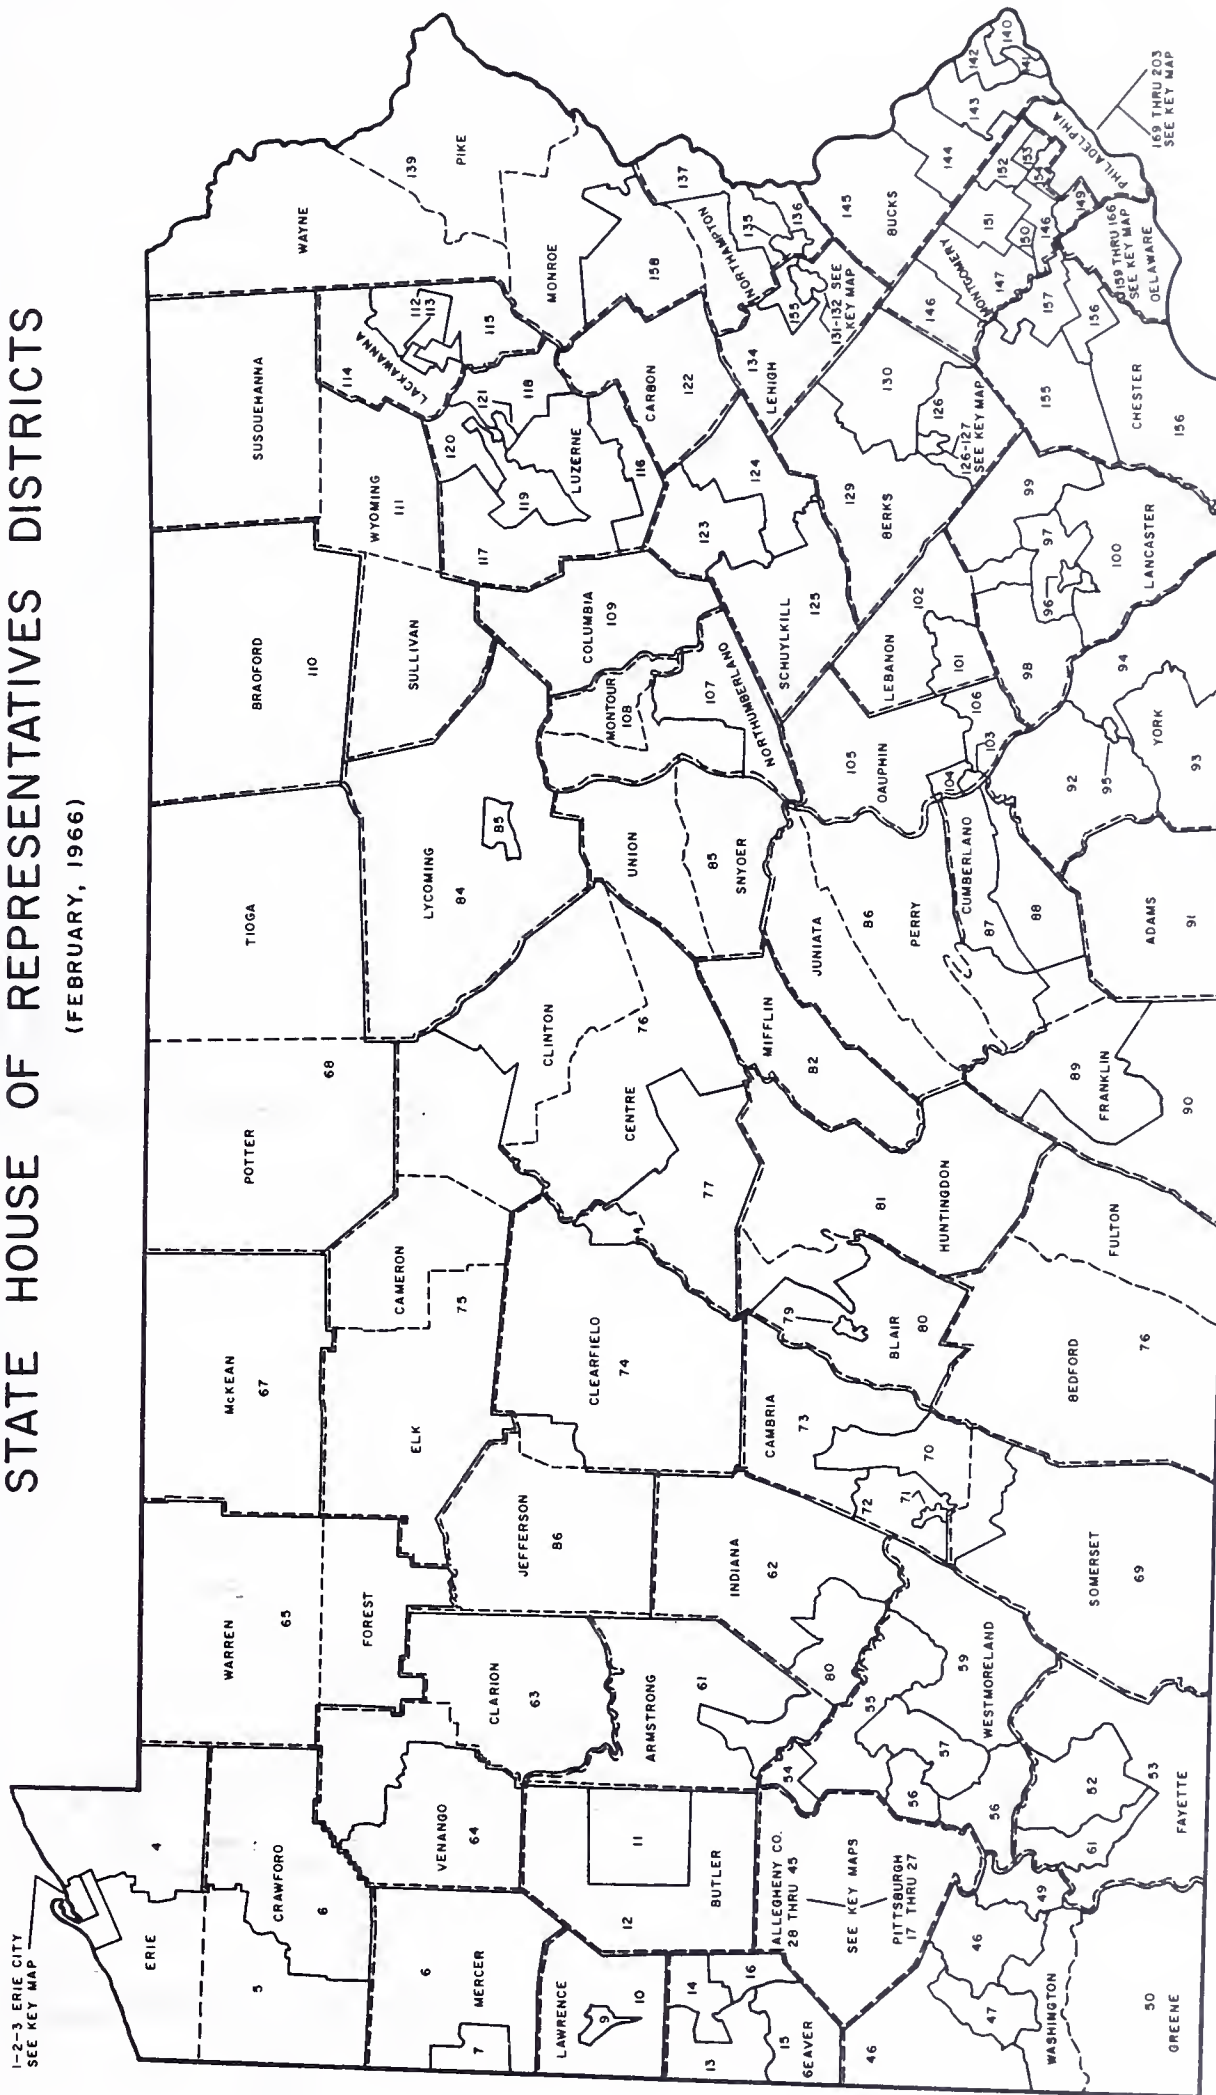 STATE HOUSE OF REPRESENTATIVES DISTRICTS
(FEBRUARY, 1966)
1-2-3 ERIE CITY
SEE KEY MAP
ERIE
4
5
CRAWFORD
6
WARREN
65
McKEAN
67
POTTER
68
TIOGA
BRADFORD
110
SUSQUEHANNA
WAYNE
FOREST
ELK
CAMERON
75
SULLIVAN
WYOMING
111
114
LACKAWANNA
112
113
115
139
PIKE
MERCER
6
7
VENANGO
64
CLARION
63
JEFFERSON
86
CLEARFIELD
74
CLINTON
76
CENTRE
77
LYCOMING
84
85
UNION
85
SNYDER
MONTOUR
108
COLUMBIA
109
107
NORTHUMBERLAND
117
119
120
121
118
LUZERNE
116
MONROE
158
CARBON
122
LAWRENCE
9
10
BUTLER
11
12
ARMSTRONG
61
INDIANA
62
80
CAMBRIA
73
72
71
70
BLAIR
79
80
HUNTINGDON
81
MIFFLIN
82
JUNIATA
86
PERRY
DAUPHIN
105
104
103
106
SCHUYLKILL
125
123
124
LEHIGH
134
NORTHAMPTON
137
135
136
155
131-132 SEE
KEY MAP
13
14
15
16
BEAVER
ALLEGHENY CO.
28 THRU 45
SEE KEY MAPS
PITTSBURGH
17 THRU 27
54
55
56
57
59
WESTMORELAND
56
46
46
47
49
WASHINGTON
50
GREENE
61
52
53
FAYETTE
SOMERSET
69
BEDFORD
76
FULTON
FRANKLIN
89
90
CUMBERLAND
87
88
ADAMS
91
YORK
92
93
94
95
LEBANON
101
102
98
96
97
99
100
LANCASTER
BERKS
129
130
126
126-127
SEE KEY MAP
CHESTER
155
156
157
156
MONTGOMERY
146
147
150
151
152
153
154
146
149
BUCKS
145
144
143
142
141
140
PHILADELPHIA
169 THRU 203
SEE KEY MAP
159 THRU 166
SEE KEY MAP
DELAWARE